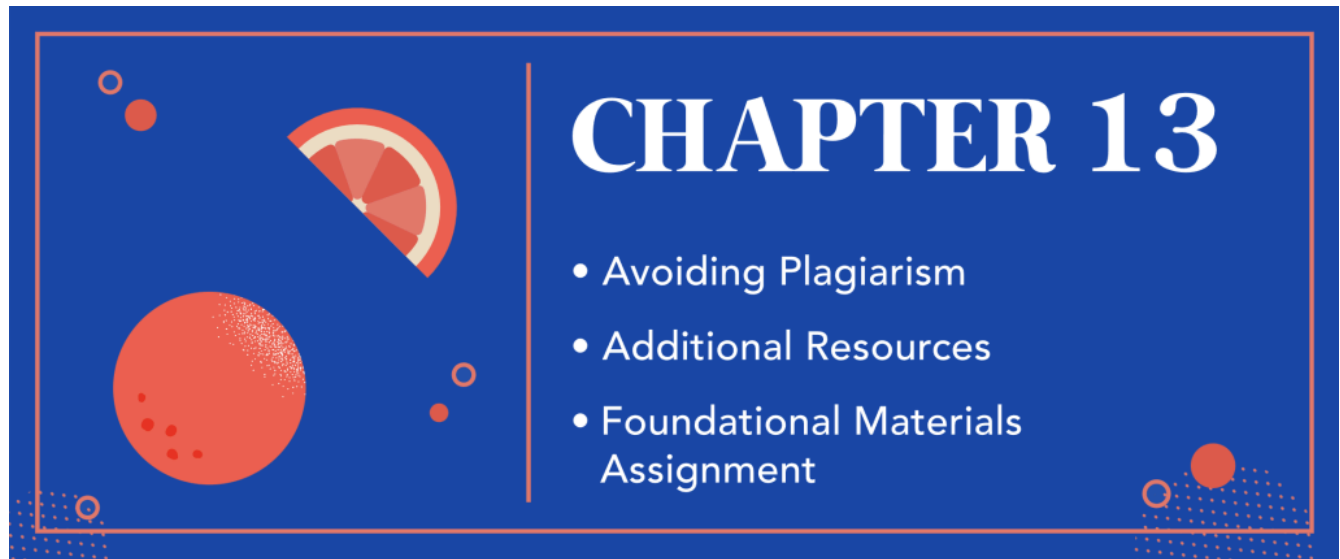 CHAPTER 13
• Avoiding Plagiarism
• Additional Resources
• Foundational Materials
Assignment